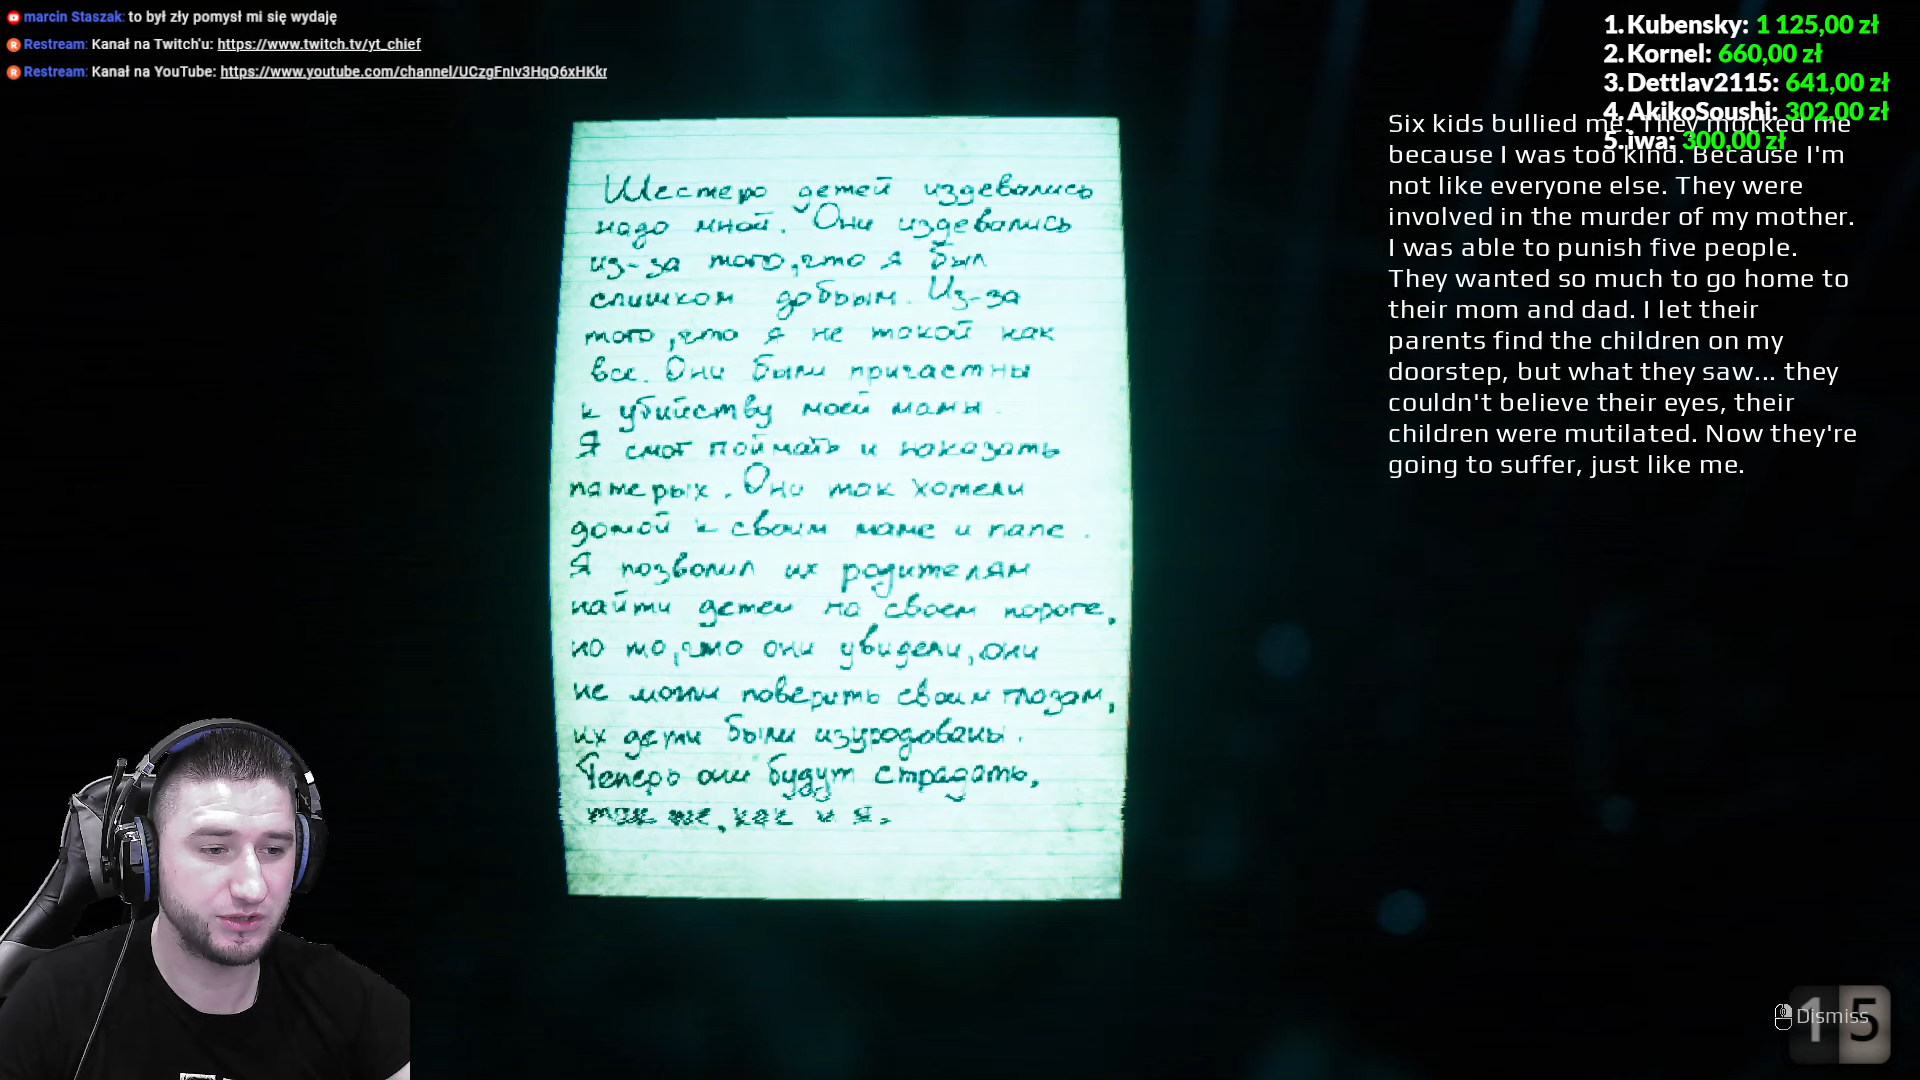 marcin Staszak: to był zły pomysł mi się wydaję
Restream: Kanał na Twitch'u: https://www.twitch.tv/yt_chief
Restream: Kanał na YouTube: https://www.youtube.com/channel/UCzgFnIv3HqQ6xHKkr
1. Kubensky: 1 125,00 zł
2. Kornel: 660,00 zł
3. Dettlav2115: 641,00 zł
4. AkikoSoushi: 302,00 zł
5. iwa: 300,00 zł
Шестеро детей издевались
надо мной. Они издевались
из-за того, что я был
слишком добрым. Из-за
того, что я не такой как
все. Они были причастны
к убийству моей мамы.
Я смог поймать и наказать
пятерых. Они так хотели
домой к своим маме и папе.
Я позволил их родителям
найти детей на своем пороге,
но то, что они увидели, они
не могли поверить своим глазам,
их дети были изуродованы.
Теперь они будут страдать,
так же, как и я.
Six kids bullied me. They mocked me
because I was too kind. Because I'm
not like everyone else. They were
involved in the murder of my mother.
I was able to punish five people.
They wanted so much to go home to
their mom and dad. I let their
parents find the children on my
doorstep, but what they saw... they
couldn't believe their eyes, their
children were mutilated. Now they're
going to suffer, just like me.
Dismiss
15